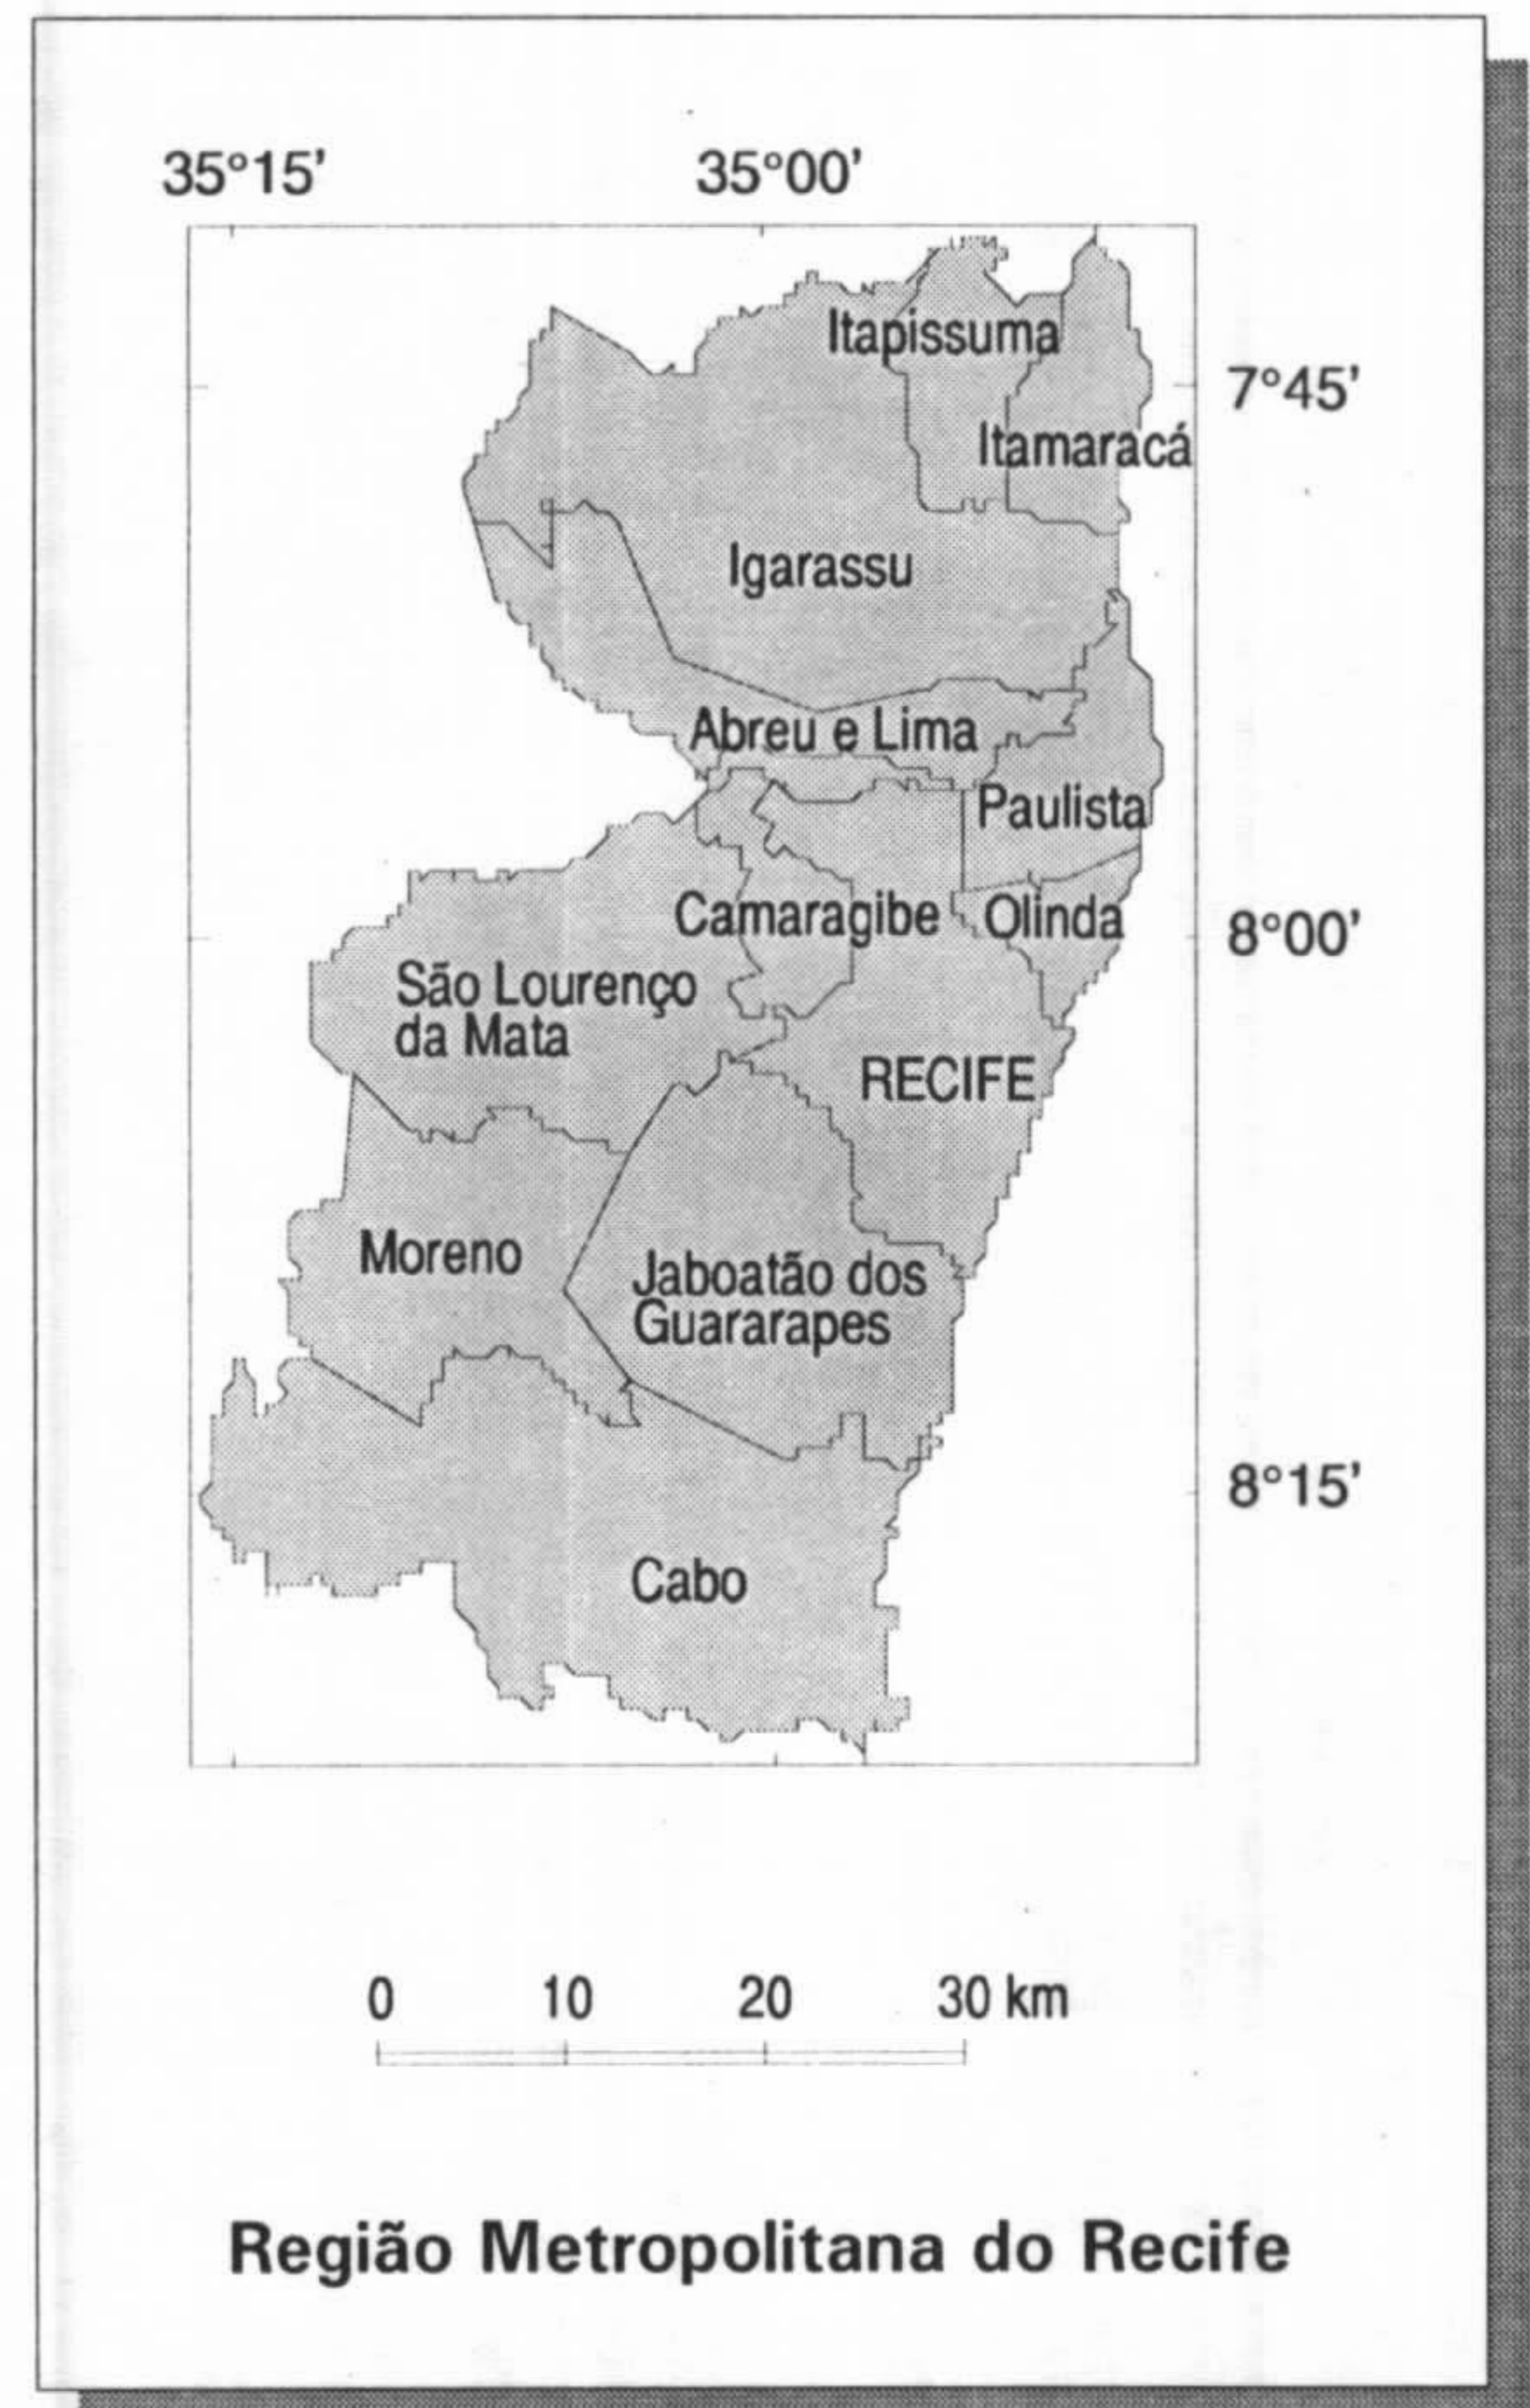 35°15' 35°00'
Itapissuma
7°45'
Itamaracá
Igarassu
Abreu e Lima
Paulista
Camaragibe
Olinda
8°00'
São Lourenço
da Mata
RECIFE
Moreno
Jaboatão dos
Guararapes
8°15'
Cabo
0 10 20 30 km
Região Metropolitana do Recife